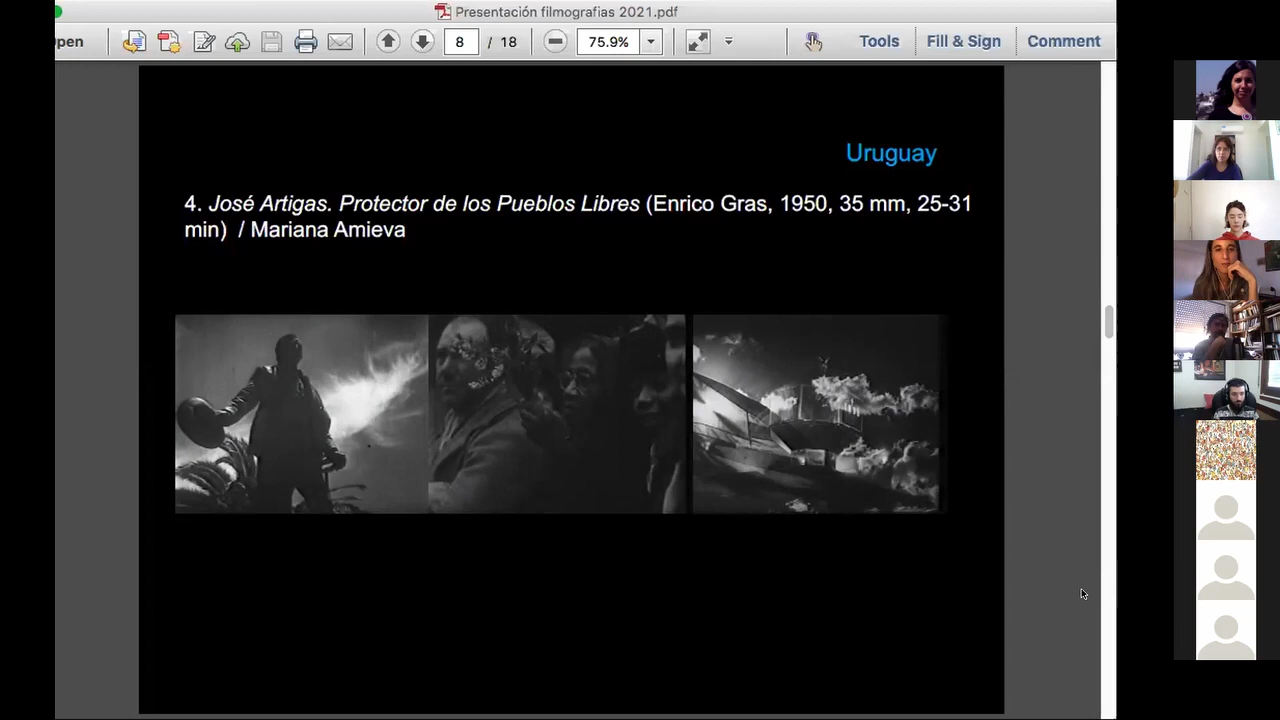 Presentación filmografias 2021.pdf
pen
8 / 18
75.9%
Tools
Fill & Sign
Comment
Uruguay
4. José Artigas. Protector de los Pueblos Libres (Enrico Gras, 1950, 35 mm, 25-31
min) / Mariana Amieva